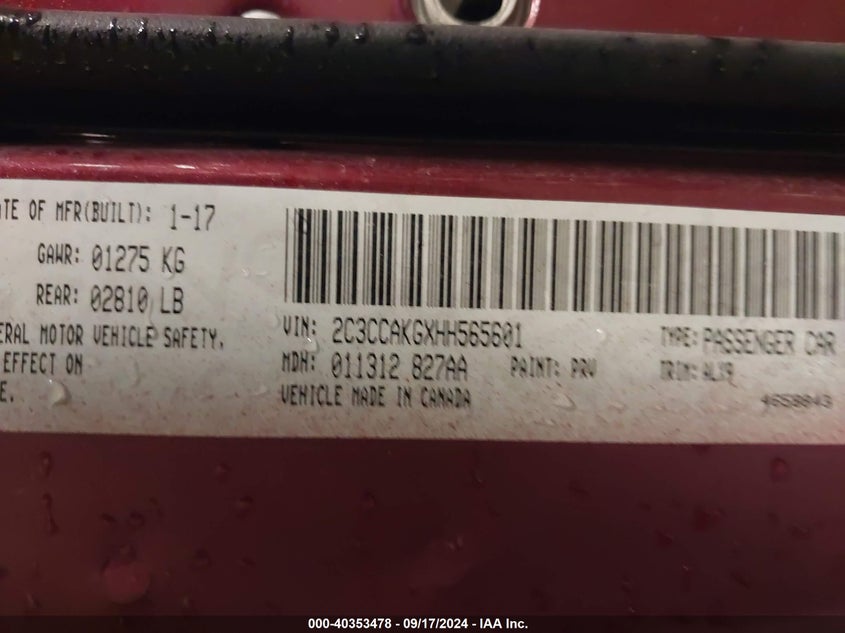 ATE OF MFR(BUILT): 1-17
GAWR: 01275 KG
REAR: 02810 LB
ERAL MOTOR VEHICLE SAFETY,
EFFECT ON
E.
VIN: 2C3CCAKGXHH565601
TYPE: PASSENGER CAR
MDH: 011312 827AA
PAINT: PRV
TRIM: ALX9
VEHICLE MADE IN CANADA
4658843
000-40353478 - 09/17/2024 - IAA Inc.